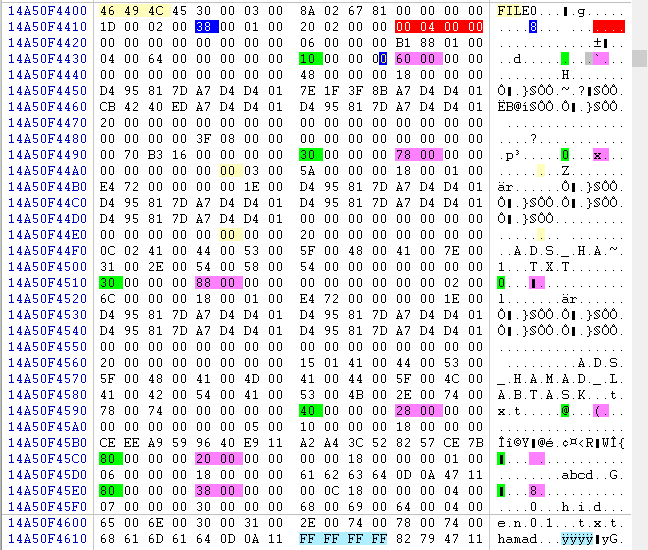 14A50F4400 46 49 4C 45 30 00 03 00 8A 02 67 81 00 00 00 00 FILE0.....g.....
14A50F4410 1D 00 02 00 38 00 01 00 20 02 00 00 00 04 00 00 ....8... .......
14A50F4420 00 00 00 00 00 00 00 00 06 00 00 00 B1 88 01 00 ............±▮..
14A50F4430 04 00 64 00 00 00 00 00 10 00 00 00 60 00 00 00 ..d.........`...
14A50F4440 00 00 00 00 00 00 00 00 48 00 00 00 18 00 00 00 ........H.......
14A50F4450 D4 95 81 7D A7 D4 D4 01 7E 1F 3F 8B A7 D4 D4 01 Ô▮.}§ÔÔ.~.?▮§ÔÔ.
14A50F4460 CB 42 40 ED A7 D4 D4 01 D4 95 81 7D A7 D4 D4 01 ËB@í§ÔÔ.Ô▮.}§ÔÔ.
14A50F4470 20 00 00 00 00 00 00 00 00 00 00 00 00 00 00 00 ...............
14A50F4480 00 00 00 00 3F 08 00 00 00 00 00 00 00 00 00 00 ....?...........
14A50F4490 00 70 B3 16 00 00 00 00 30 00 00 00 78 00 00 00 .p³.....0...x...
14A50F44A0 00 00 00 00 00 00 03 00 5A 00 00 00 18 00 01 00 ........Z.......
14A50F44B0 E4 72 00 00 00 00 1E 00 D4 95 81 7D A7 D4 D4 01 är......Ô▮.}§ÔÔ.
14A50F44C0 D4 95 81 7D A7 D4 D4 01 D4 95 81 7D A7 D4 D4 01 Ô▮.}§ÔÔ.Ô▮.}§ÔÔ.
14A50F44D0 D4 95 81 7D A7 D4 D4 01 00 00 00 00 00 00 00 00 Ô▮.}§ÔÔ.........
14A50F44E0 00 00 00 00 00 00 00 00 20 00 00 00 00 00 00 00 ........ .......
14A50F44F0 0C 02 41 00 44 00 53 00 5F 00 48 00 41 00 7E 00 ..A.D.S._.H.A.~.
14A50F4500 31 00 2E 00 54 00 58 00 54 00 00 00 00 00 00 00 1...T.X.T.......
14A50F4510 30 00 00 00 88 00 00 00 00 00 00 00 00 00 02 00 0...▮...........
14A50F4520 6C 00 00 00 18 00 01 00 E4 72 00 00 00 00 1E 00 l.......är......
14A50F4530 D4 95 81 7D A7 D4 D4 01 D4 95 81 7D A7 D4 D4 01 Ô▮.}§ÔÔ.Ô▮.}§ÔÔ.
14A50F4540 D4 95 81 7D A7 D4 D4 01 D4 95 81 7D A7 D4 D4 01 Ô▮.}§ÔÔ.Ô▮.}§ÔÔ.
14A50F4550 00 00 00 00 00 00 00 00 00 00 00 00 00 00 00 00 ................
14A50F4560 20 00 00 00 00 00 00 00 15 01 41 00 44 00 53 00 .........A.D.S.
14A50F4570 5F 00 48 00 41 00 4D 00 41 00 44 00 5F 00 4C 00 _.H.A.M.A.D._.L.
14A50F4580 41 00 42 00 54 00 41 00 53 00 4B 00 2E 00 74 00 A.B.T.A.S.K...t.
14A50F4590 78 00 74 00 00 00 00 00 40 00 00 00 28 00 00 00 x.t.....@...(...
14A50F45A0 00 00 00 00 00 00 05 00 10 00 00 00 18 00 00 00 ................
14A50F45B0 CE EE A9 59 96 40 E9 11 A2 A4 3C 52 82 57 CE 7B Îî©Y▮@é.¢¤<R▮WÎ{
14A50F45C0 80 00 00 00 20 00 00 00 00 00 18 00 00 00 01 00 ▮... ...........
14A50F45D0 06 00 00 00 18 00 00 00 61 62 63 64 0D 0A 47 11 ........abcd..G.
14A50F45E0 80 00 00 00 38 00 00 00 00 0C 18 00 00 00 04 00 ▮...8...........
14A50F45F0 07 00 00 00 30 00 00 00 68 00 69 00 64 00 64 00 ....0...h.i.d.d.
14A50F4600 65 00 6E 00 30 00 31 00 2E 00 74 00 78 00 74 00 e.n.0.1...t.x.t.
14A50F4610 68 61 6D 61 64 0D 0A 11 FF FF FF FF 82 79 47 11 hamad...ÿÿÿÿ▮yG.